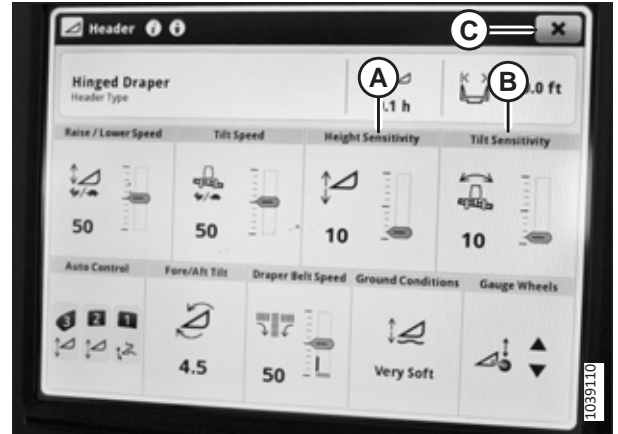 Header
C
Hinged Draper
Header Type
A
.1 h
B
.0 ft
Raise / Lower Speed
50
Tilt Speed
50
Height Sensitivity
10
Tilt Sensitivity
10
Auto Control
3 2 1
Fore/Aft Tilt
4.5
Draper Belt Speed
50
Ground Conditions
Very Soft
Gauge Wheels
1039110